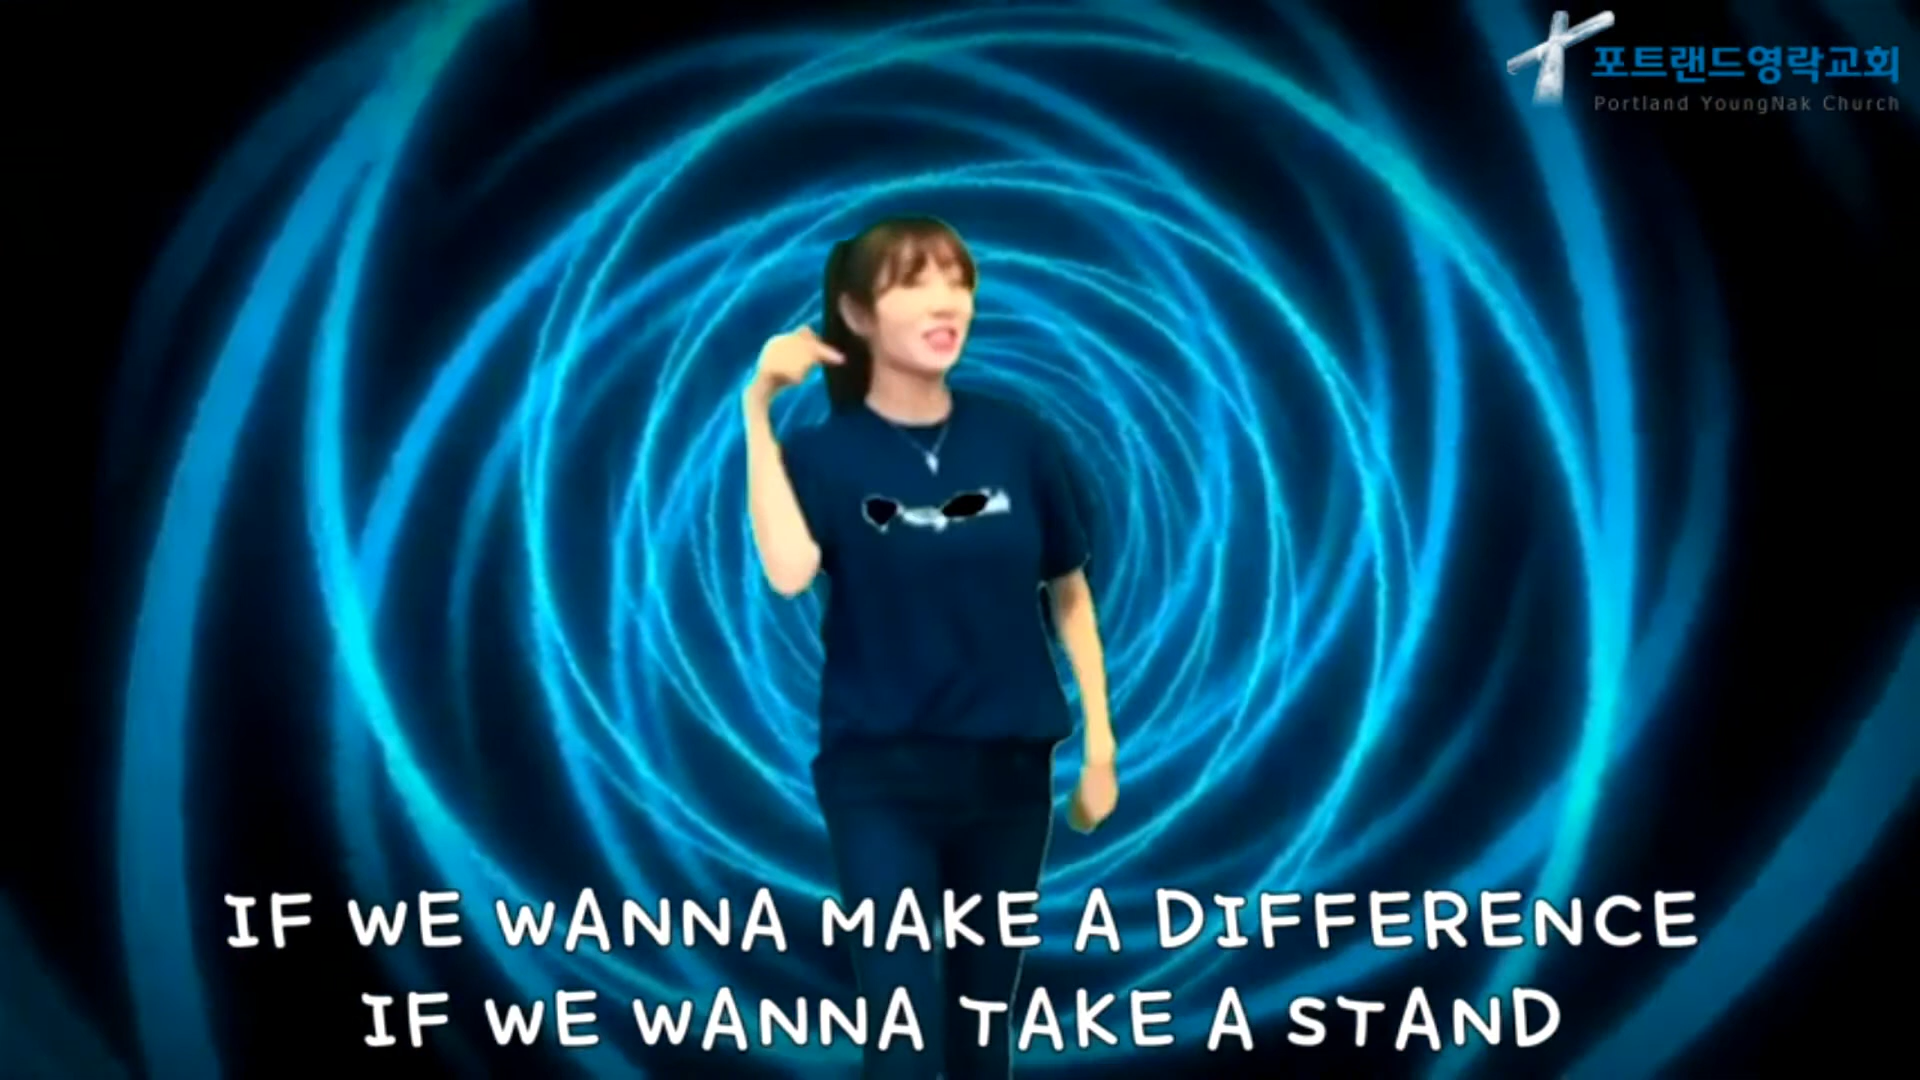 포트랜드영락교회
Portland YoungNak Church
IF WE WANNA MAKE A DIFFERENCE
IF WE WANNA TAKE A STAND